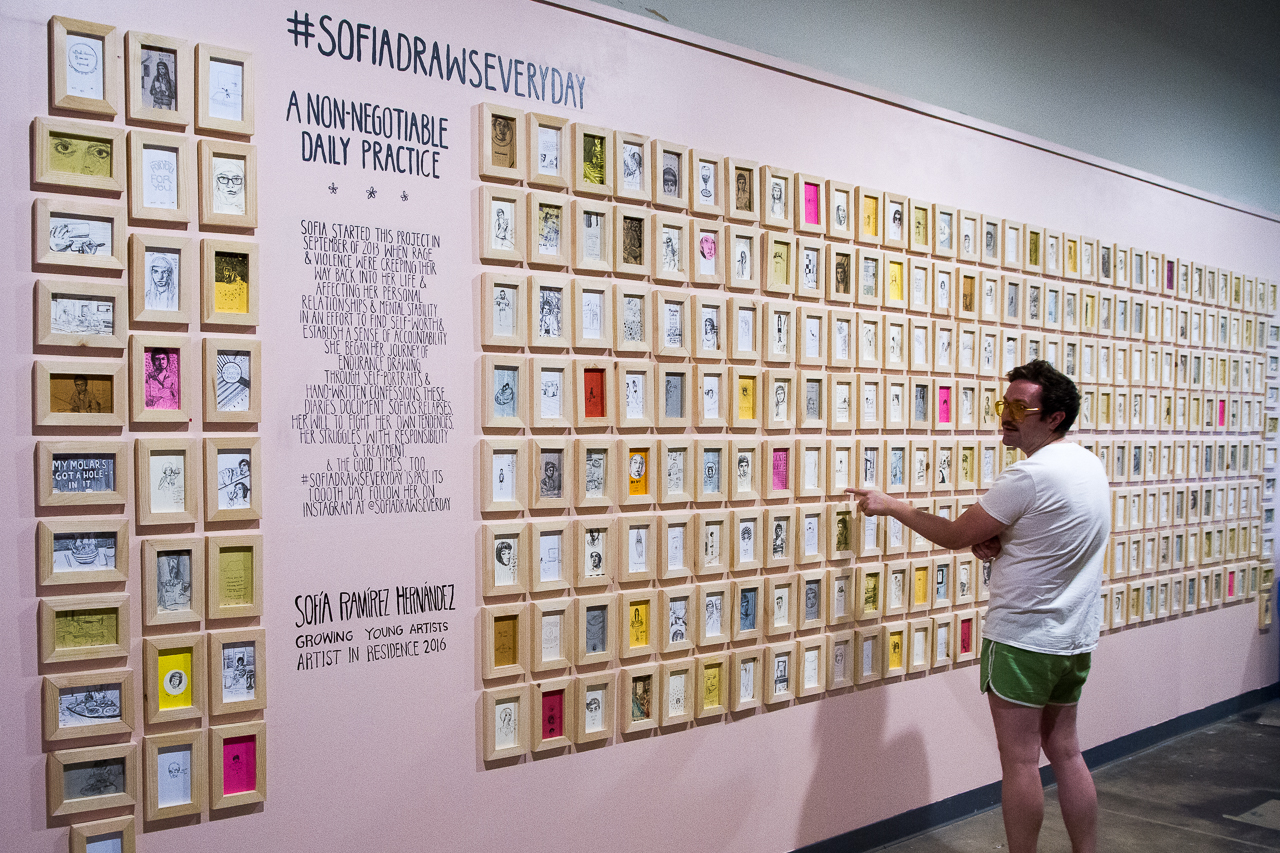 #SOFIADRAWSEVERYDAY
A NON-NEGOTIABLE
DAILY PRACTICE
SOFIA STARTED THIS PROJECT IN
SEPTEMBER OF 2013 WHEN RAGE
& VIOLENCE WERE CREEPING THEIR
WAY BACK INTO HER LIFE &
AFFECTING HER PERSONAL
RELATIONSHIPS & MENTAL STABILITY
IN AN EFFORT TO FIND SELF-WORTH &
ESTABLISH A SENSE OF ACCOUNTABILITY
SHE BEGAN HER JOURNEY OF
ENDURANCE DRAWING
THROUGH SELF-PORTRAITS &
HAND-WRITTEN CONFESSIONS THESE
DIARIES DOCUMENT SOFIA'S RELAPSES,
HER WILL TO FIGHT HER OWN TENDENCIES,
HER STRUGGLES WITH RESPONSIBILITY
& TREATMENT
& THE GOOD TIMES, TOO.
#SOFIADRAWSEVERYDAY IS PAST ITS
1,000TH DAY. FOLLOW HER ON
INSTAGRAM AT @SOFIADRAWSEVERDAY
SOFÍA RAMÍREZ HERNÁNDEZ
GROWING YOUNG ARTISTS
ARTIST IN RESIDENCE 2016
MY MOLARS
GOT A HOLE
IN IT
FOR YOU